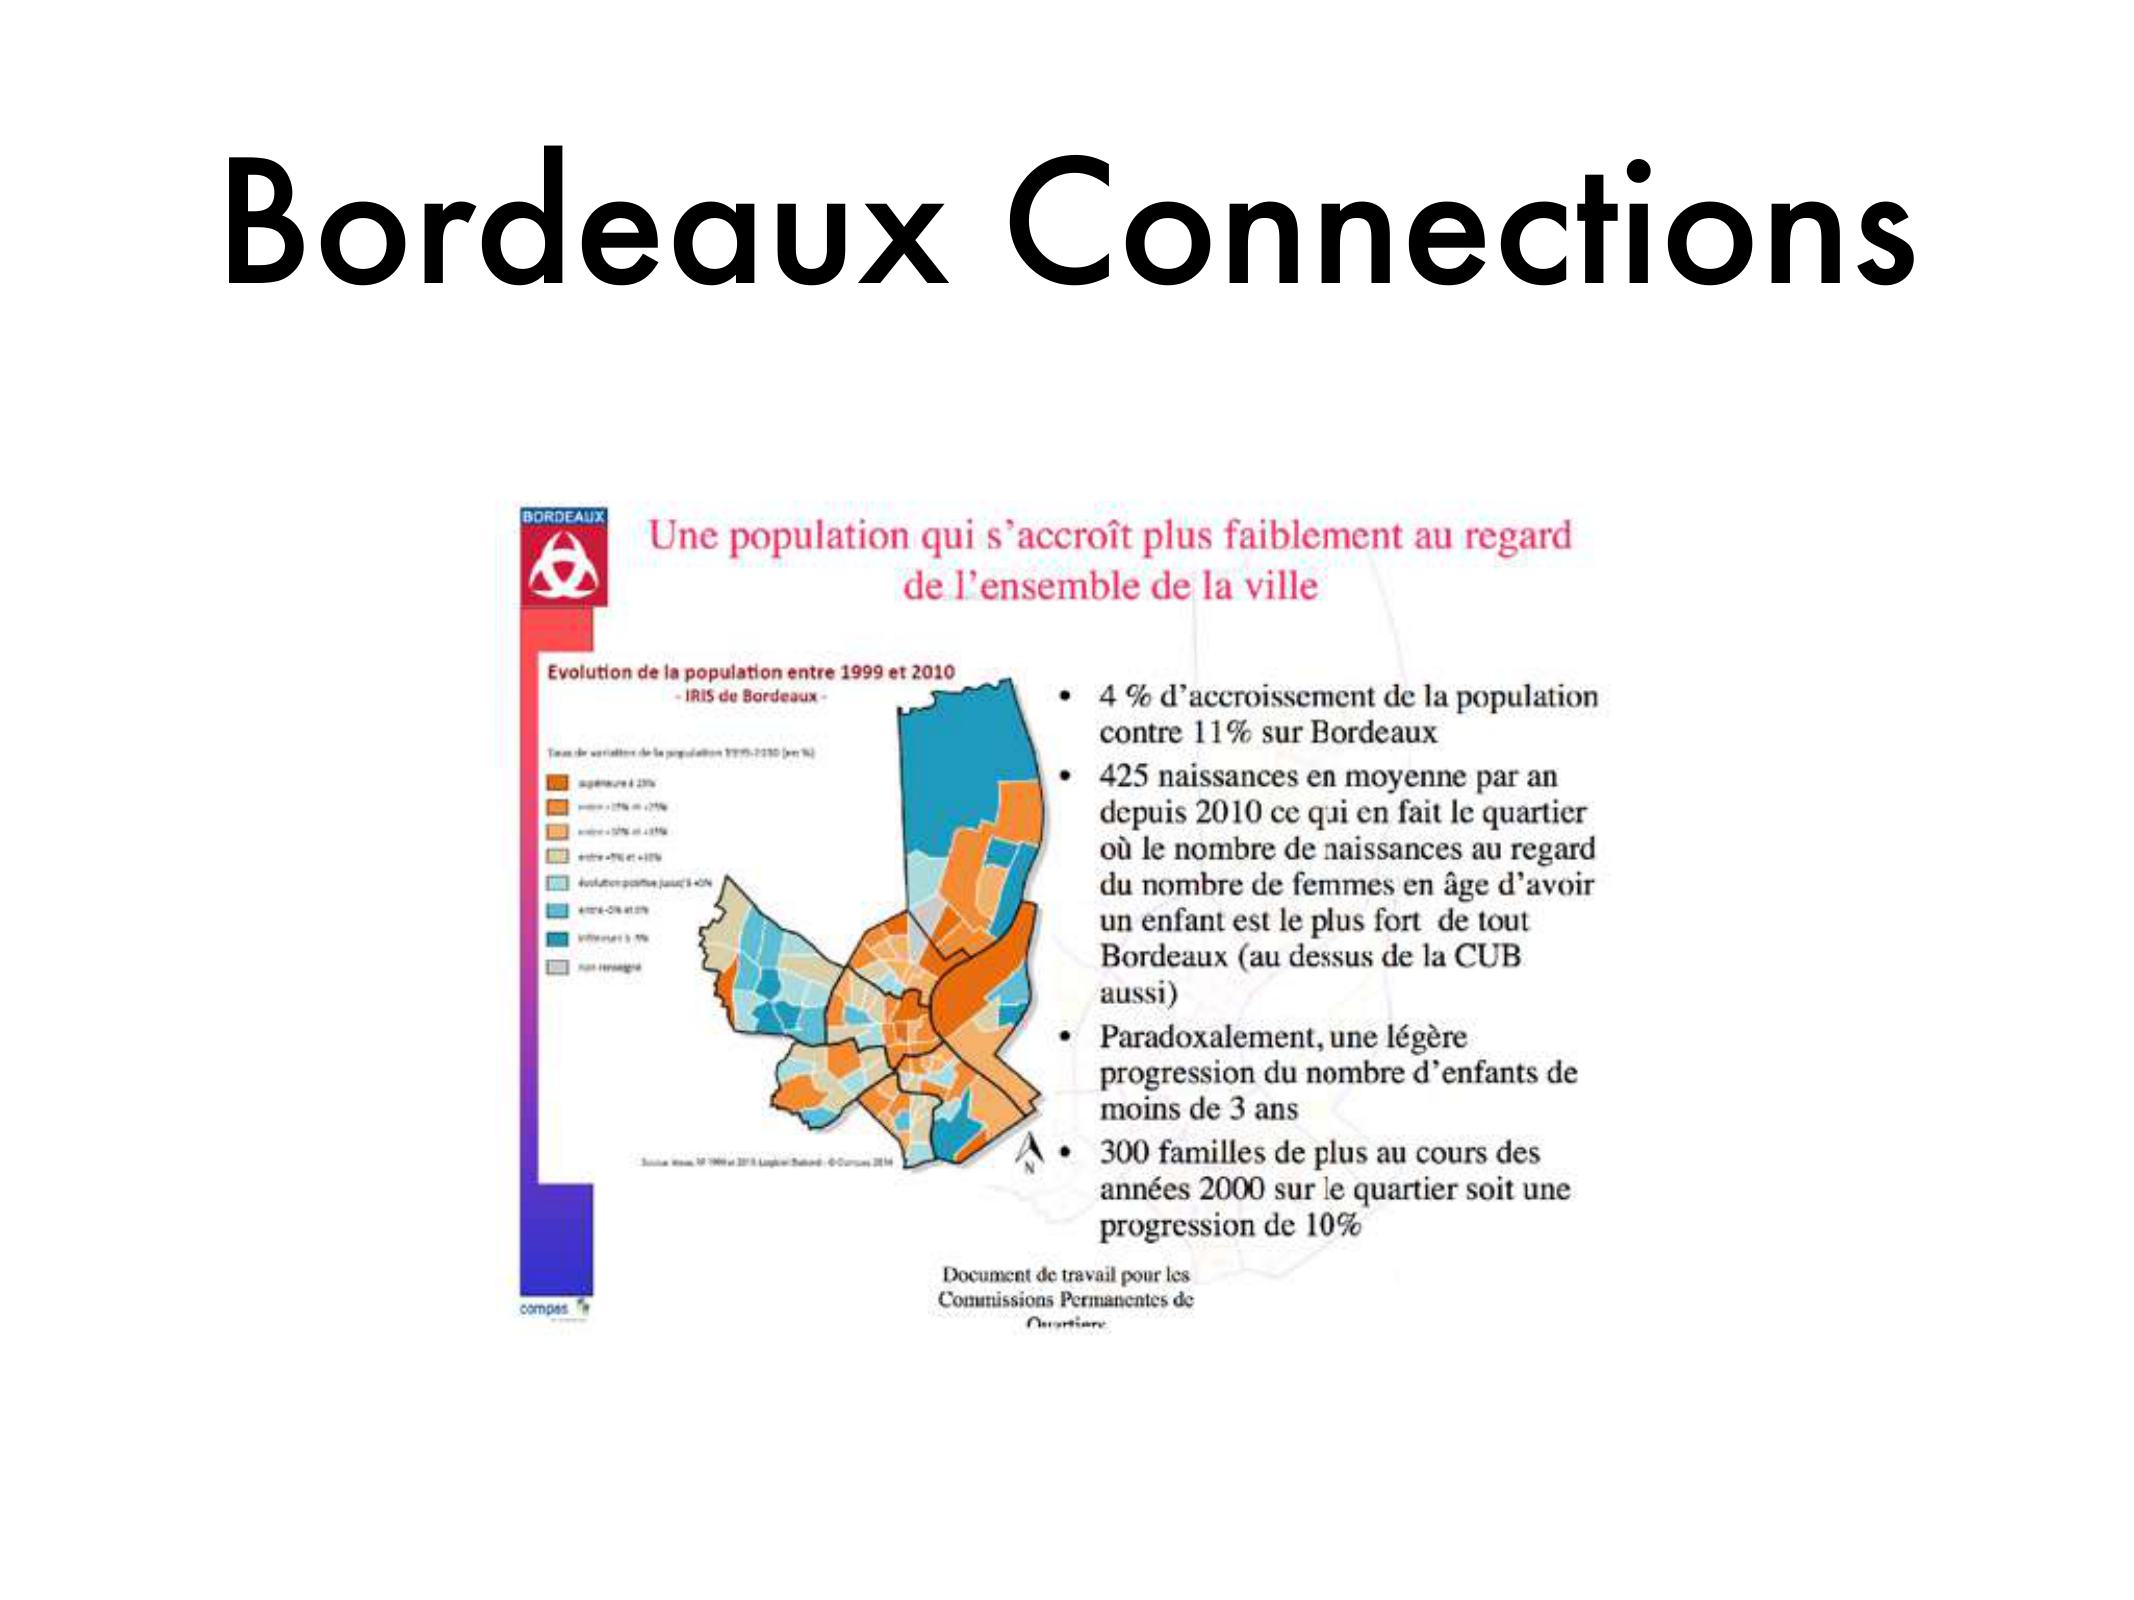 Bordeaux Connections
BORDEAUX
Une population qui s'accroît plus faiblement au regard
de l'ensemble de la ville
Evolution de la population entre 1999 et 2010
- IRIS de Bordeaux -
Taux de variation de la population 1999-2010 (en %)
supérieure à 25%
entre +15% et +25%
entre +10% et +15%
entre +5% et +10%
évolution positive jusqu'à +5%
entre -5% et 0%
inférieure à -5%
non renseigné
N
• 4 % d'accroissement de la population
contre 11% sur Bordeaux
• 425 naissances en moyenne par an
depuis 2010 ce qui en fait le quartier
où le nombre de naissances au regard
du nombre de femmes en âge d'avoir
un enfant est le plus fort de tout
Bordeaux (au dessus de la CUB
aussi)
• Paradoxalement, une légère
progression du nombre d'enfants de
moins de 3 ans
• 300 familles de plus au cours des
années 2000 sur le quartier soit une
progression de 10%
Document de travail pour les
Commissions Permanentes de
Quartiers
compas